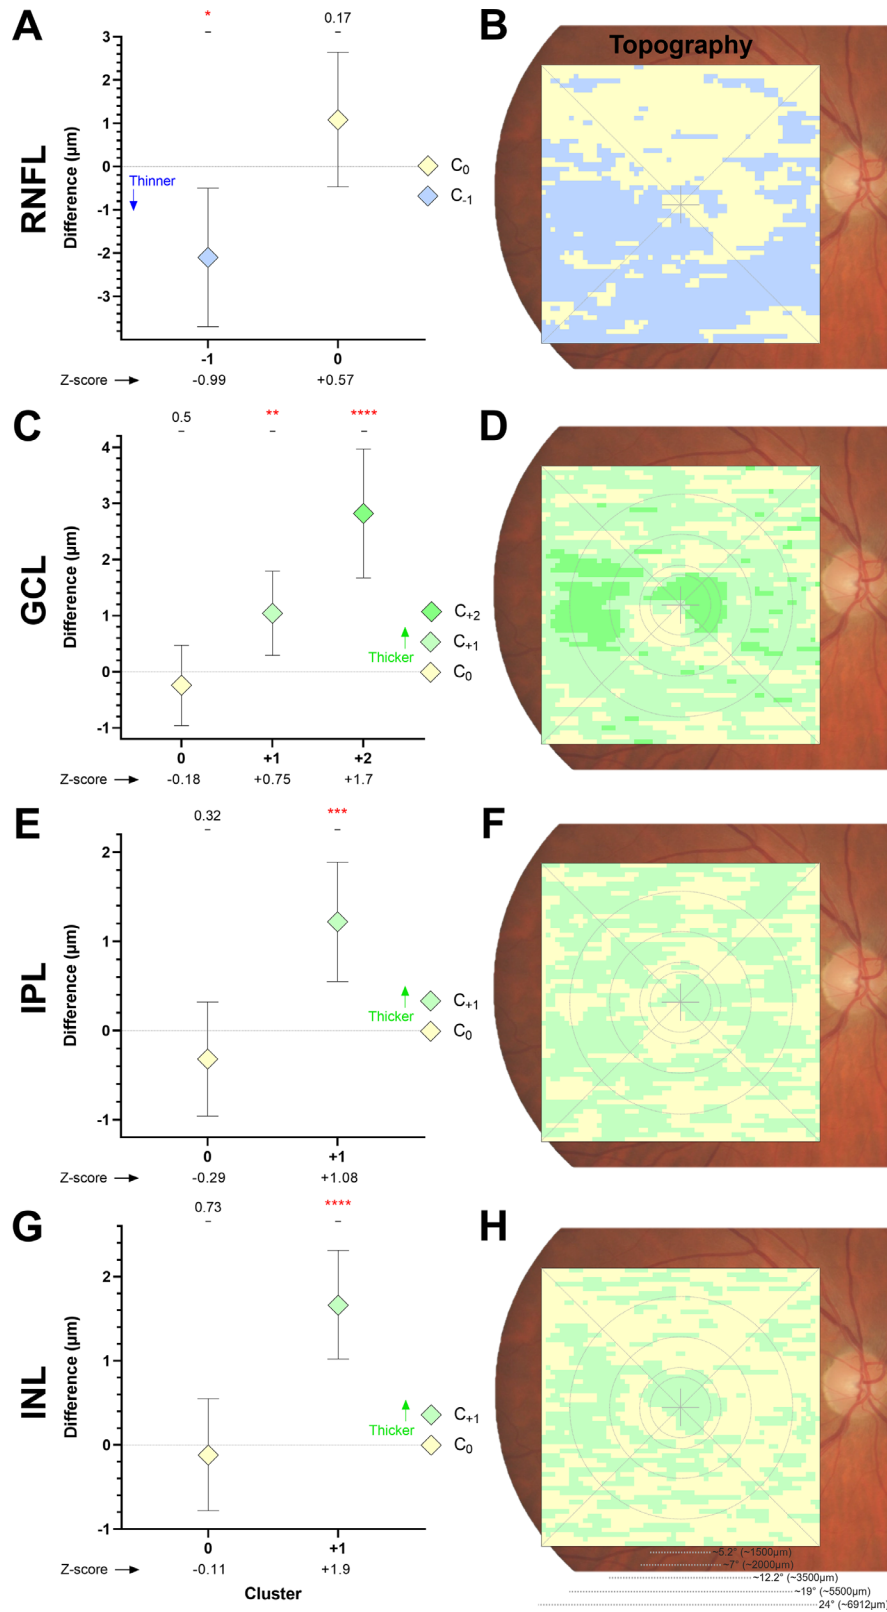 A
*
0.17
3
2
1
0
-1
-2
-3
RNFL
Difference (µm)
Thinner
C0
C-1
-1
0
Z-score
-0.99
+0.57
B
Topography
C
0.5
**
****
4
3
2
1
0
-1
GCL
Difference (µm)
C+2
C+1
Thicker
C0
0
+1
+2
Z-score
-0.18
+0.75
+1.7
D
E
0.32
***
2
1
0
-1
IPL
Difference (µm)
C+1
Thicker
C0
0
+1
Z-score
-0.29
+1.08
F
G
0.73
****
2
1
0
-1
INL
Difference (µm)
C+1
Thicker
C0
0
+1
Z-score
-0.11
+1.9
Cluster
H
~5.2° (~1500µm)
~7° (~2000µm)
~12.2° (~3500µm)
~19° (~5500µm)
24° (~6912µm)